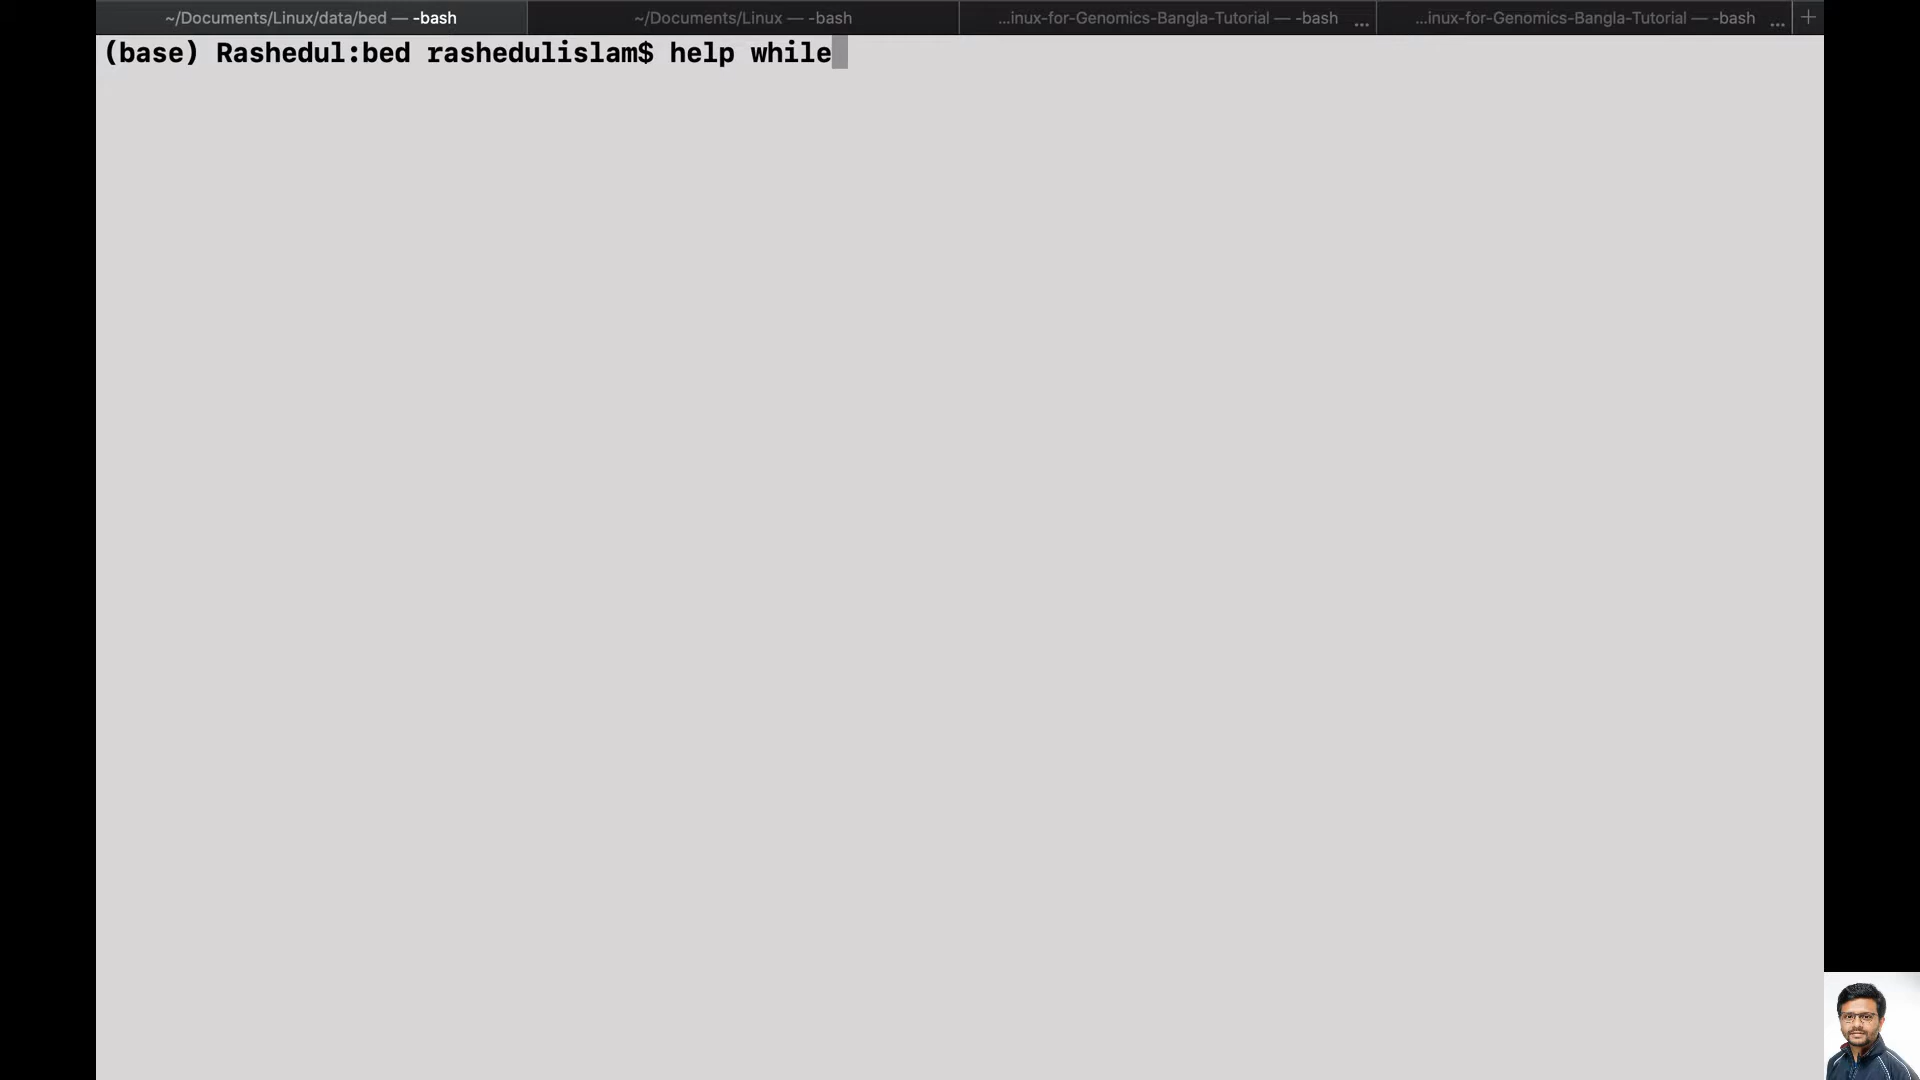 ~/Documents/Linux/data/bed — -bash
~/Documents/Linux — -bash
...inux-for-Genomics-Bangla-Tutorial — -bash ...
...inux-for-Genomics-Bangla-Tutorial — -bash ...
+
(base) Rashedul:bed rashedulislam$ help while